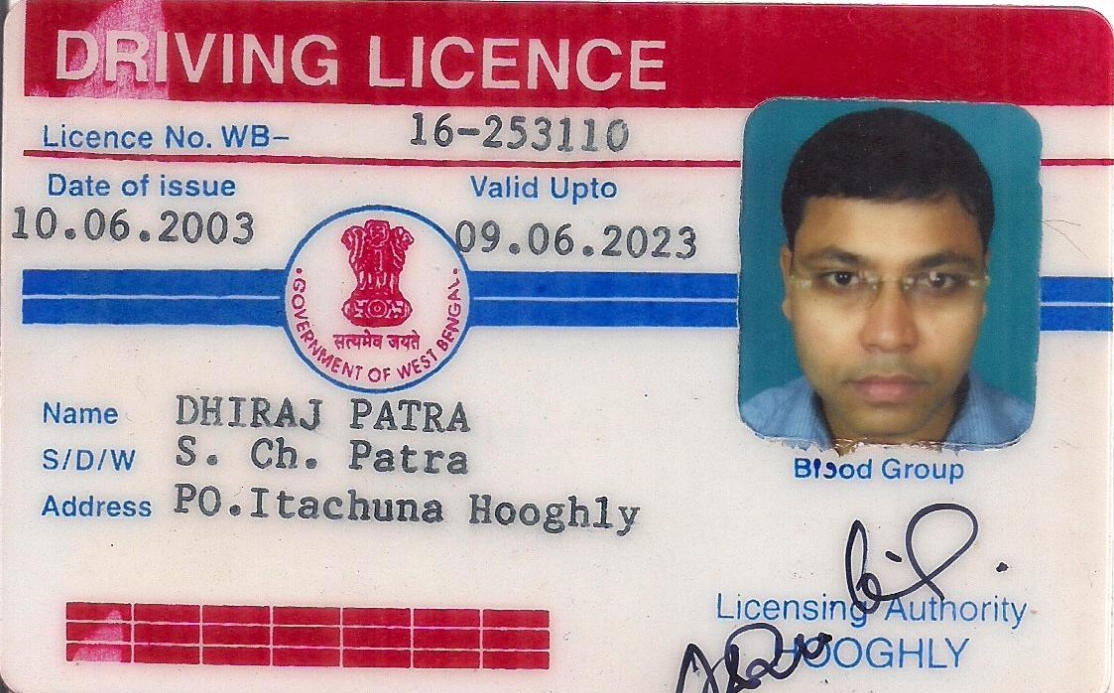 DRIVING LICENCE
Licence No. WB- 16-253110
Date of issue Valid Upto
10.06.2003 09.06.2023
सत्यमेव जयते
GOVERNMENT OF WEST BENGAL
Name DHIRAJ PATRA
S/D/W S. Ch. Patra
Address PO.Itachuna Hooghly
Blood Group
Licensing Authority
HOOGHLY